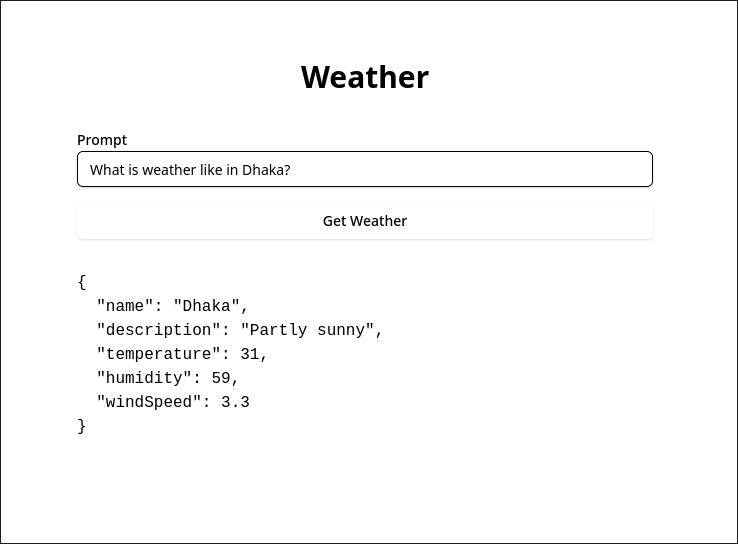 Weather
Prompt
What is weather like in Dhaka?
Get Weather
{
  "name": "Dhaka",
  "description": "Partly sunny",
  "temperature": 31,
  "humidity": 59,
  "windSpeed": 3.3
}